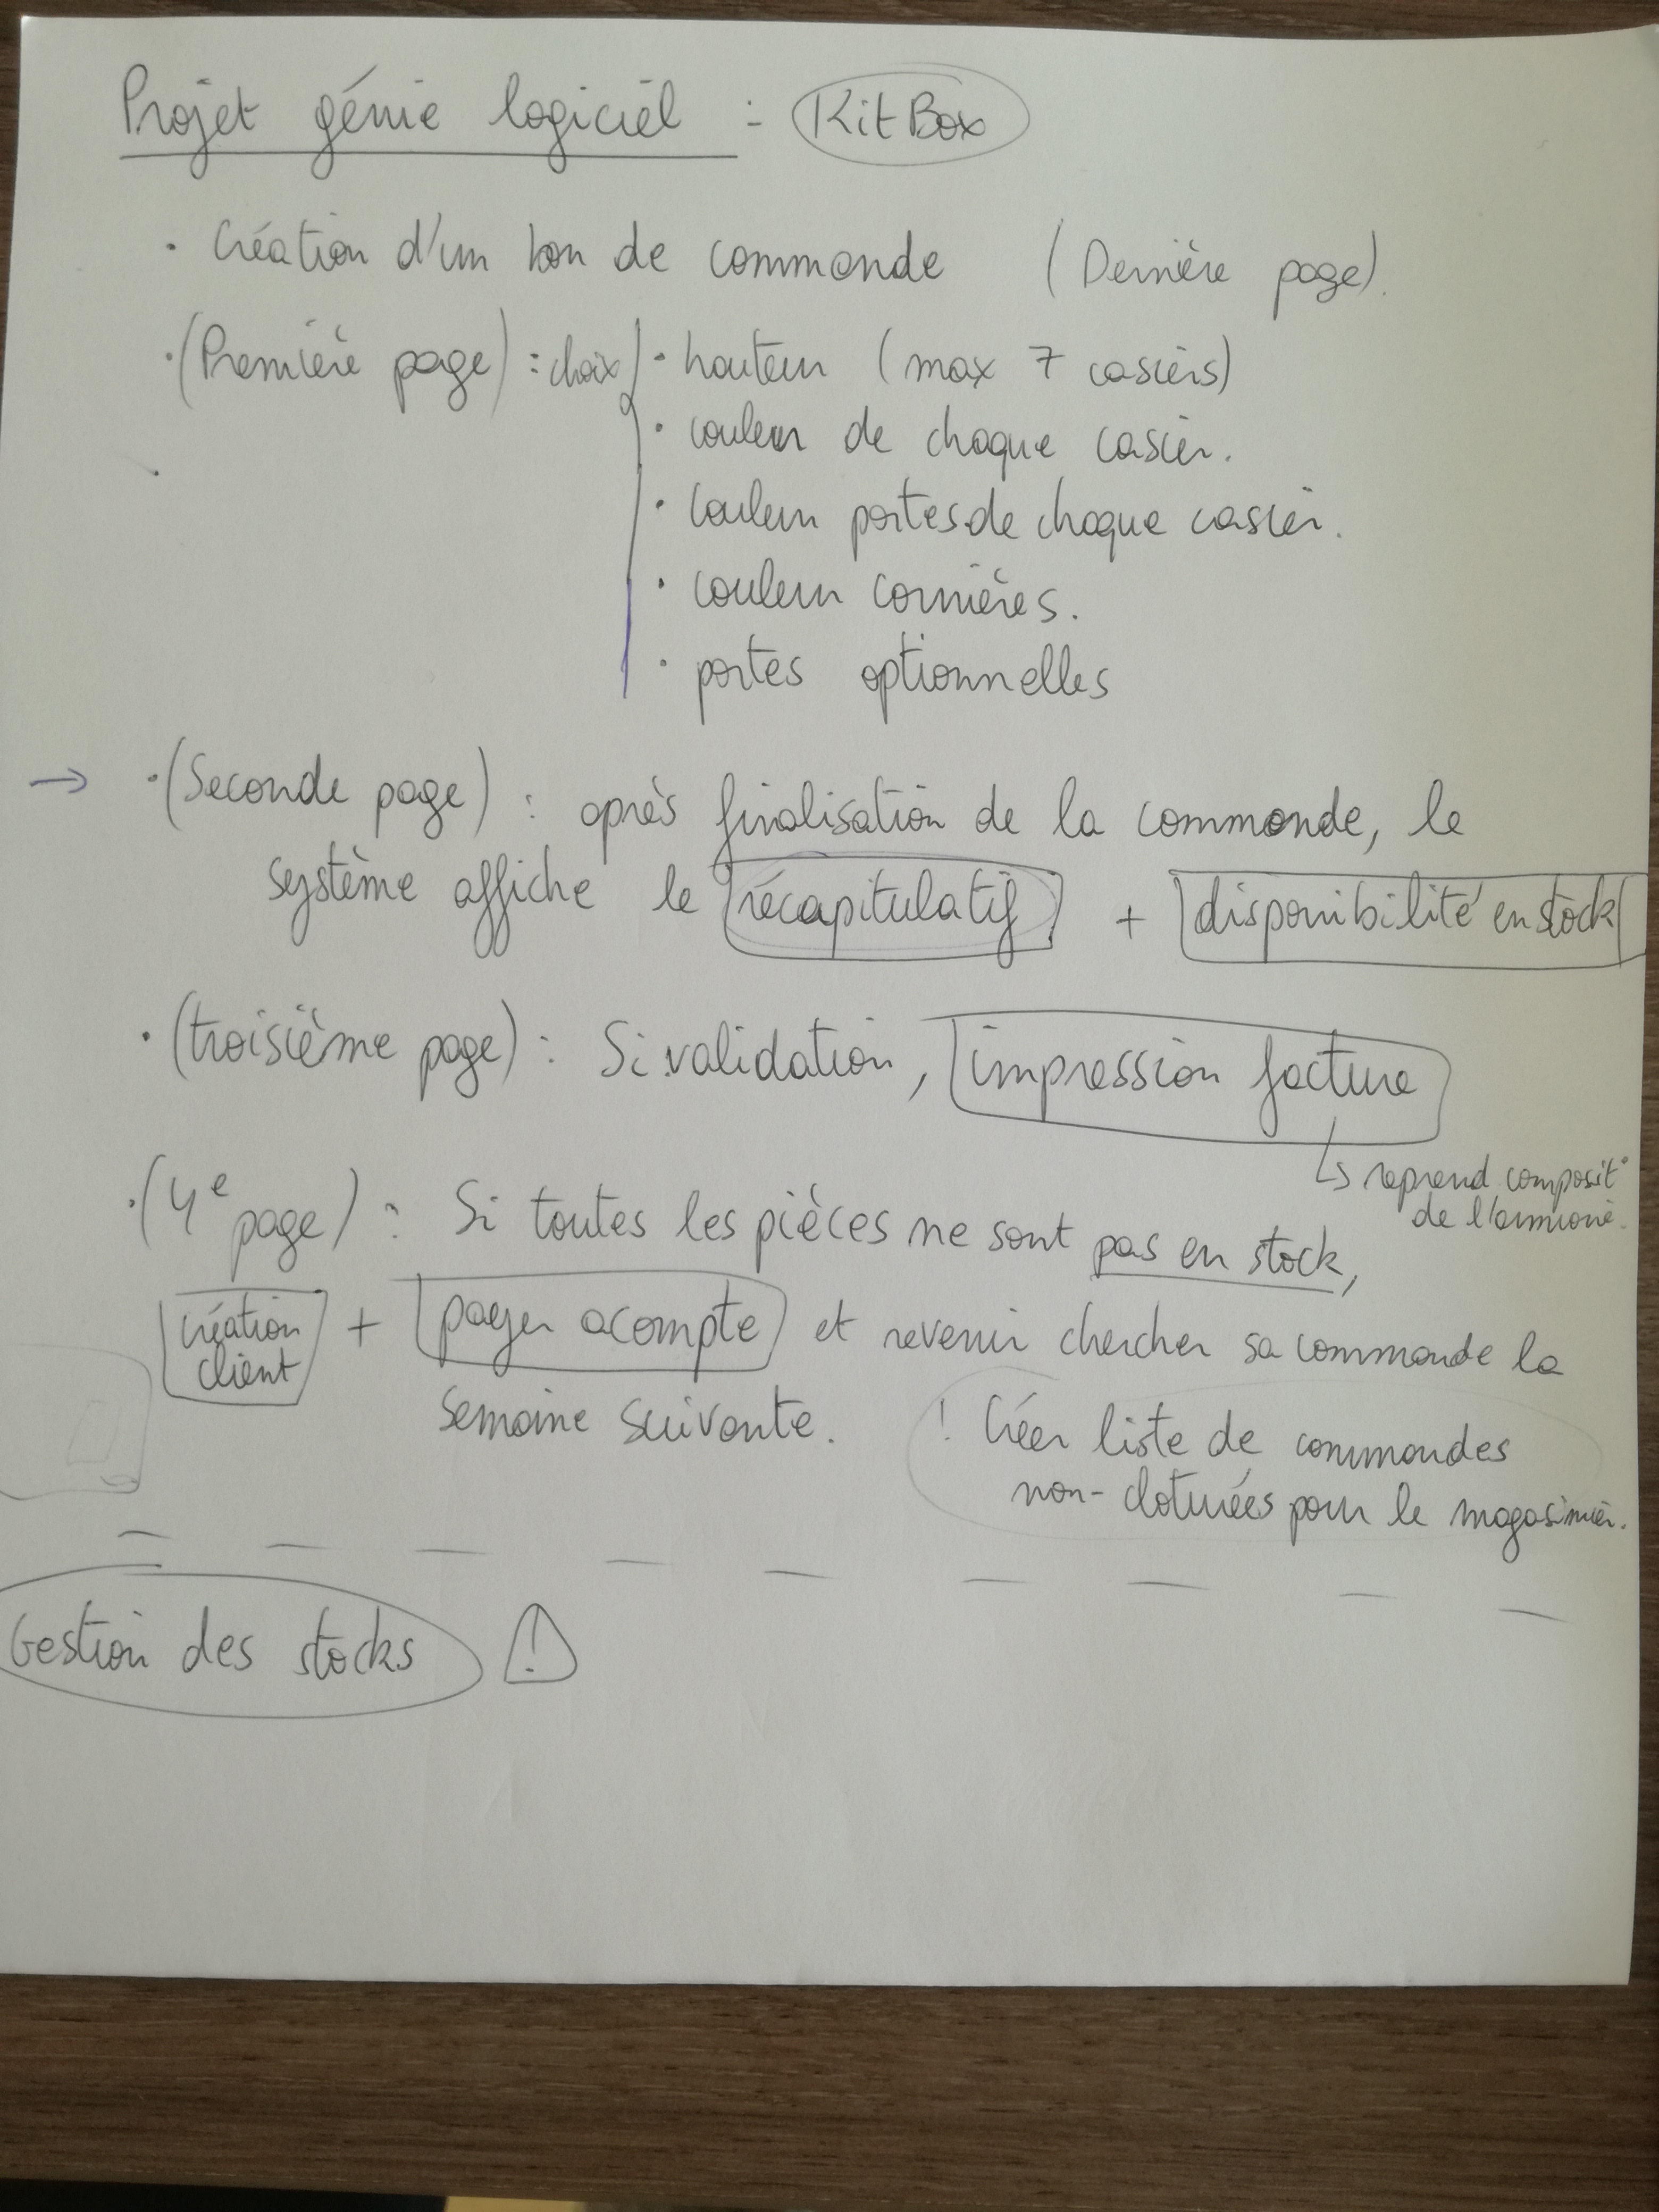 Projet génie logiciel : KitBox
· Création d'un bon de commande (Dernière page).
· (Première page) : choix · hauteur (max 7 casiers)
· couleur de chaque casier.
· couleur portes de chaque casier.
· couleur cornières.
· portes optionnelles
→ · (Seconde page) : après finalisation de la commande, le
système affiche le récapitulatif + disponibilité en stock
· (troisième page) : Si validation, impression facture
↳ reprend composit°
de l'armoire.
· (4e page) : Si toutes les pièces ne sont pas en stock,
création
client
+ payer acompte et revenir chercher sa commande la
semaine suivante.
! Créer liste de commandes
non-cloturées pour le magasinier.
Gestion des stocks !